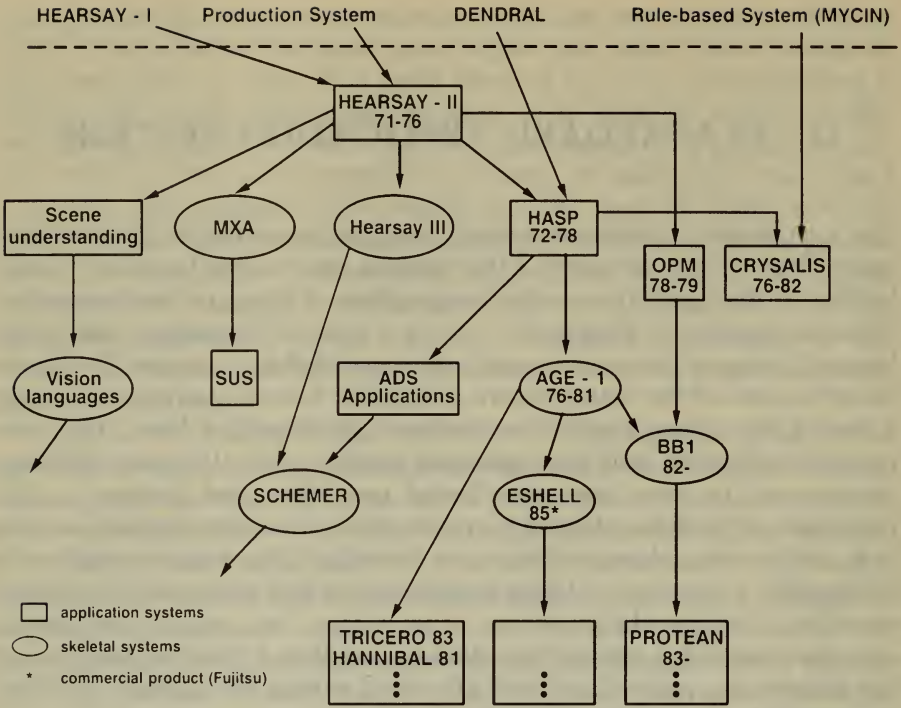 HEARSAY - I
Production System
DENDRAL
Rule-based System (MYCIN)
HEARSAY - II
71-76
Scene
understanding
MXA
Hearsay III
HASP
72-78
OPM
78-79
CRYSALIS
76-82
Vision
languages
SUS
ADS
Applications
AGE - 1
76-81
BB1
82-
SCHEMER
ESHELL
85*
TRICERO 83
HANNIBAL 81
PROTEAN
83-
application systems
skeletal systems
* commercial product (Fujitsu)